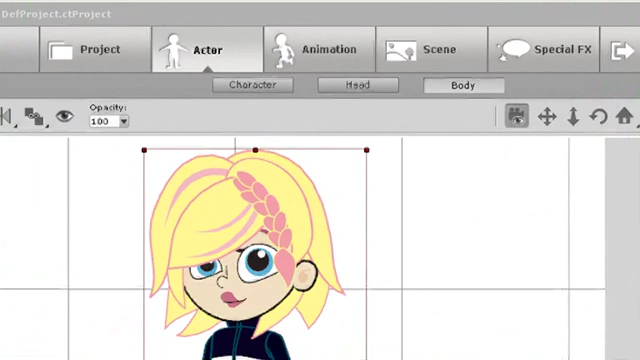 DefProject.ctProject
Project
Actor
Animation
Scene
Special FX
Character
Head
Body
Opacity:
100